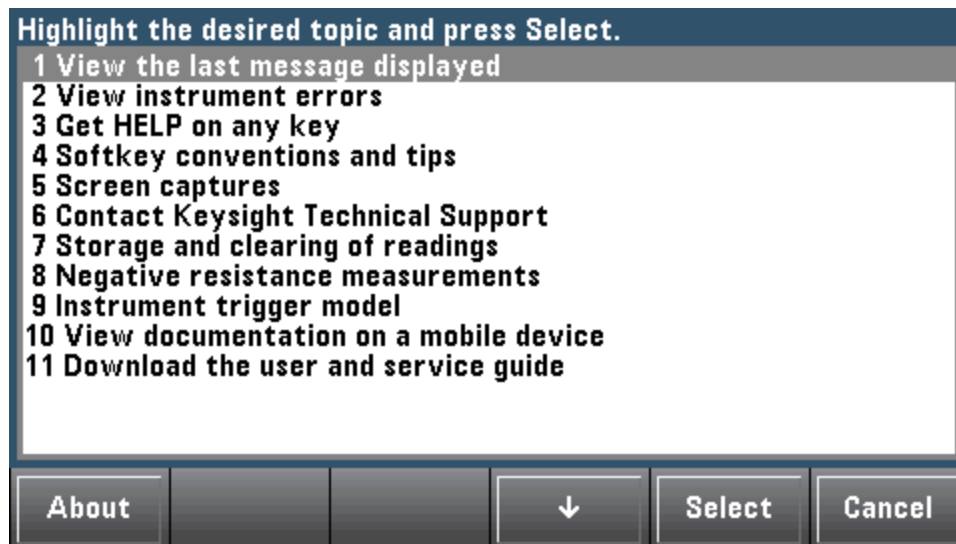 Highlight the desired topic and press Select.
1 View the last message displayed
2 View instrument errors
3 Get HELP on any key
4 Softkey conventions and tips
5 Screen captures
6 Contact Keysight Technical Support
7 Storage and clearing of readings
8 Negative resistance measurements
9 Instrument trigger model
10 View documentation on a mobile device
11 Download the user and service guide
About ↓ Select Cancel